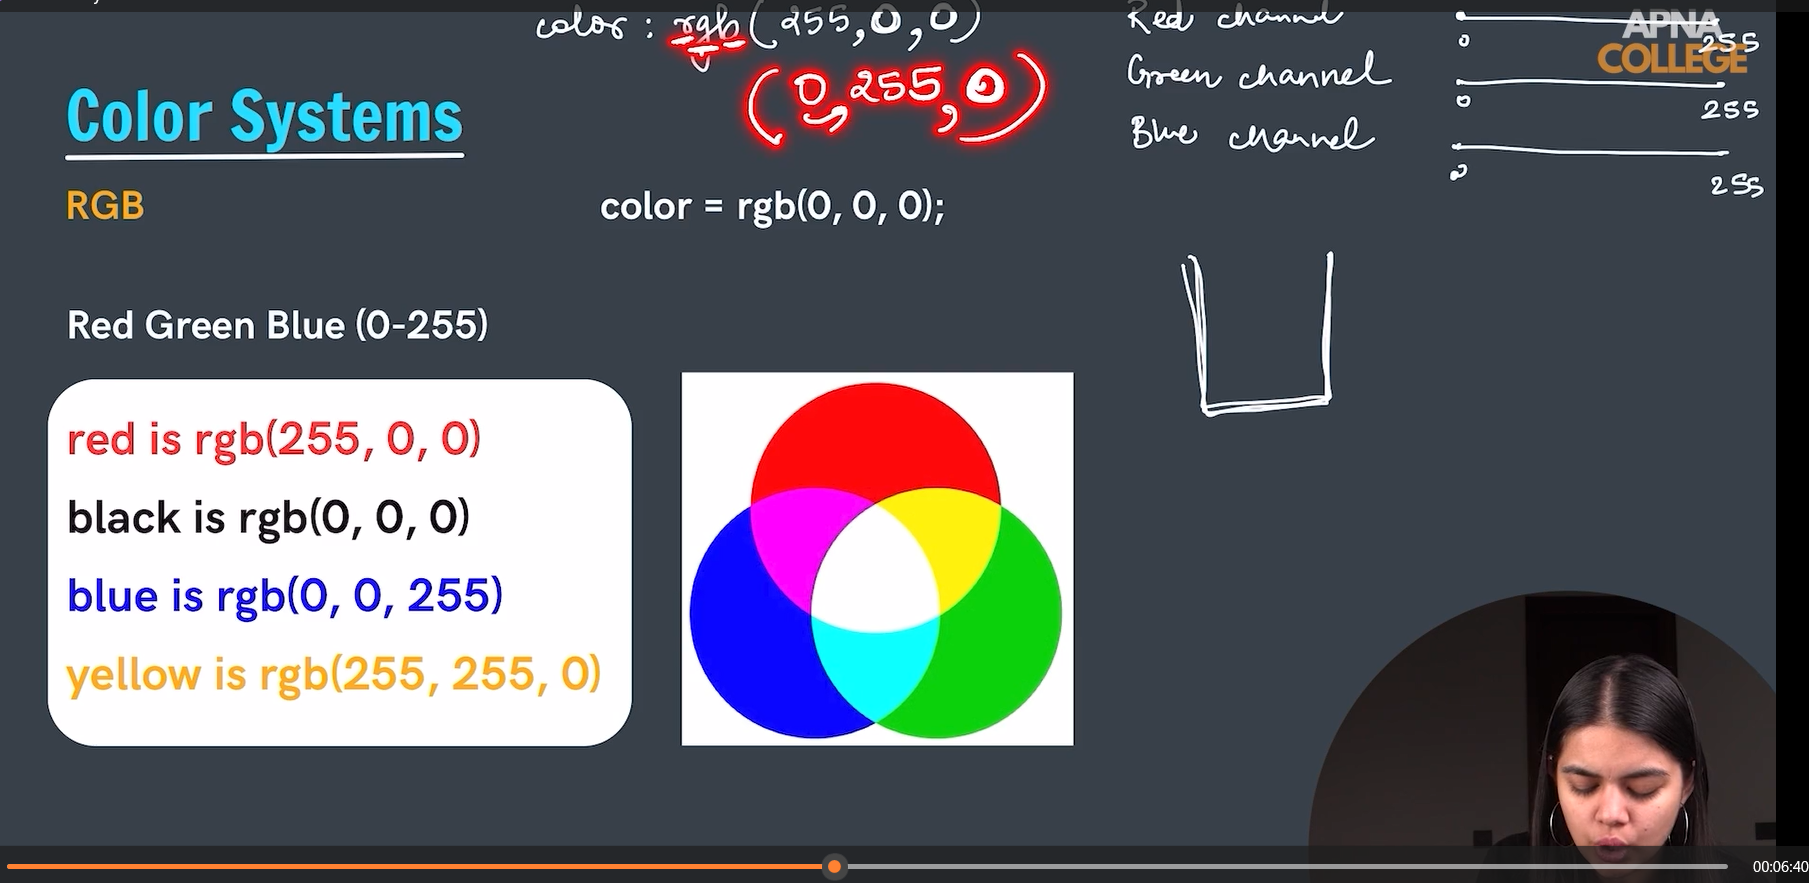 color : rgb(255,0,0)
(0,255,0)
Red channel
0 255
Green channel
0 255
Blue channel
0 255
APNA
COLLEGE
Color Systems
RGB
color = rgb(0, 0, 0);
Red Green Blue (0-255)
red is rgb(255, 0, 0)
black is rgb(0, 0, 0)
blue is rgb(0, 0, 255)
yellow is rgb(255, 255, 0)
00:06:40